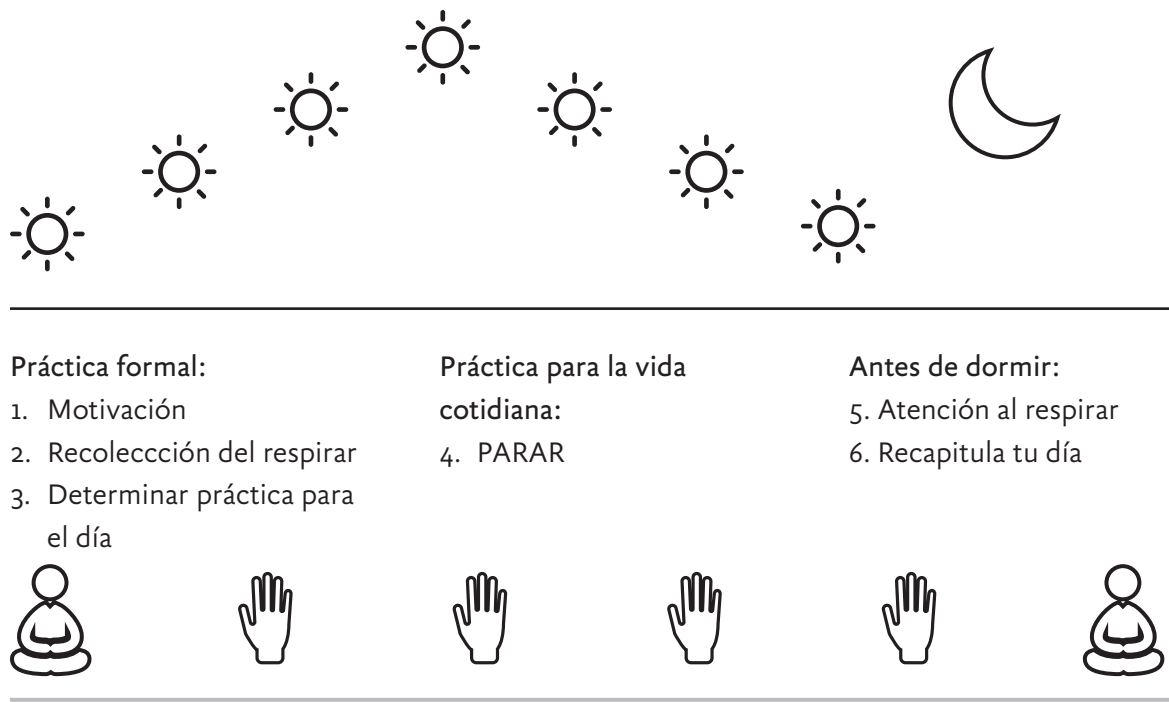 Práctica formal:
1. Motivación
2. Recoleccción del respirar
3. Determinar práctica para
el día
Práctica para la vida
cotidiana:
4. PARAR
Antes de dormir:
5. Atención al respirar
6. Recapitula tu día